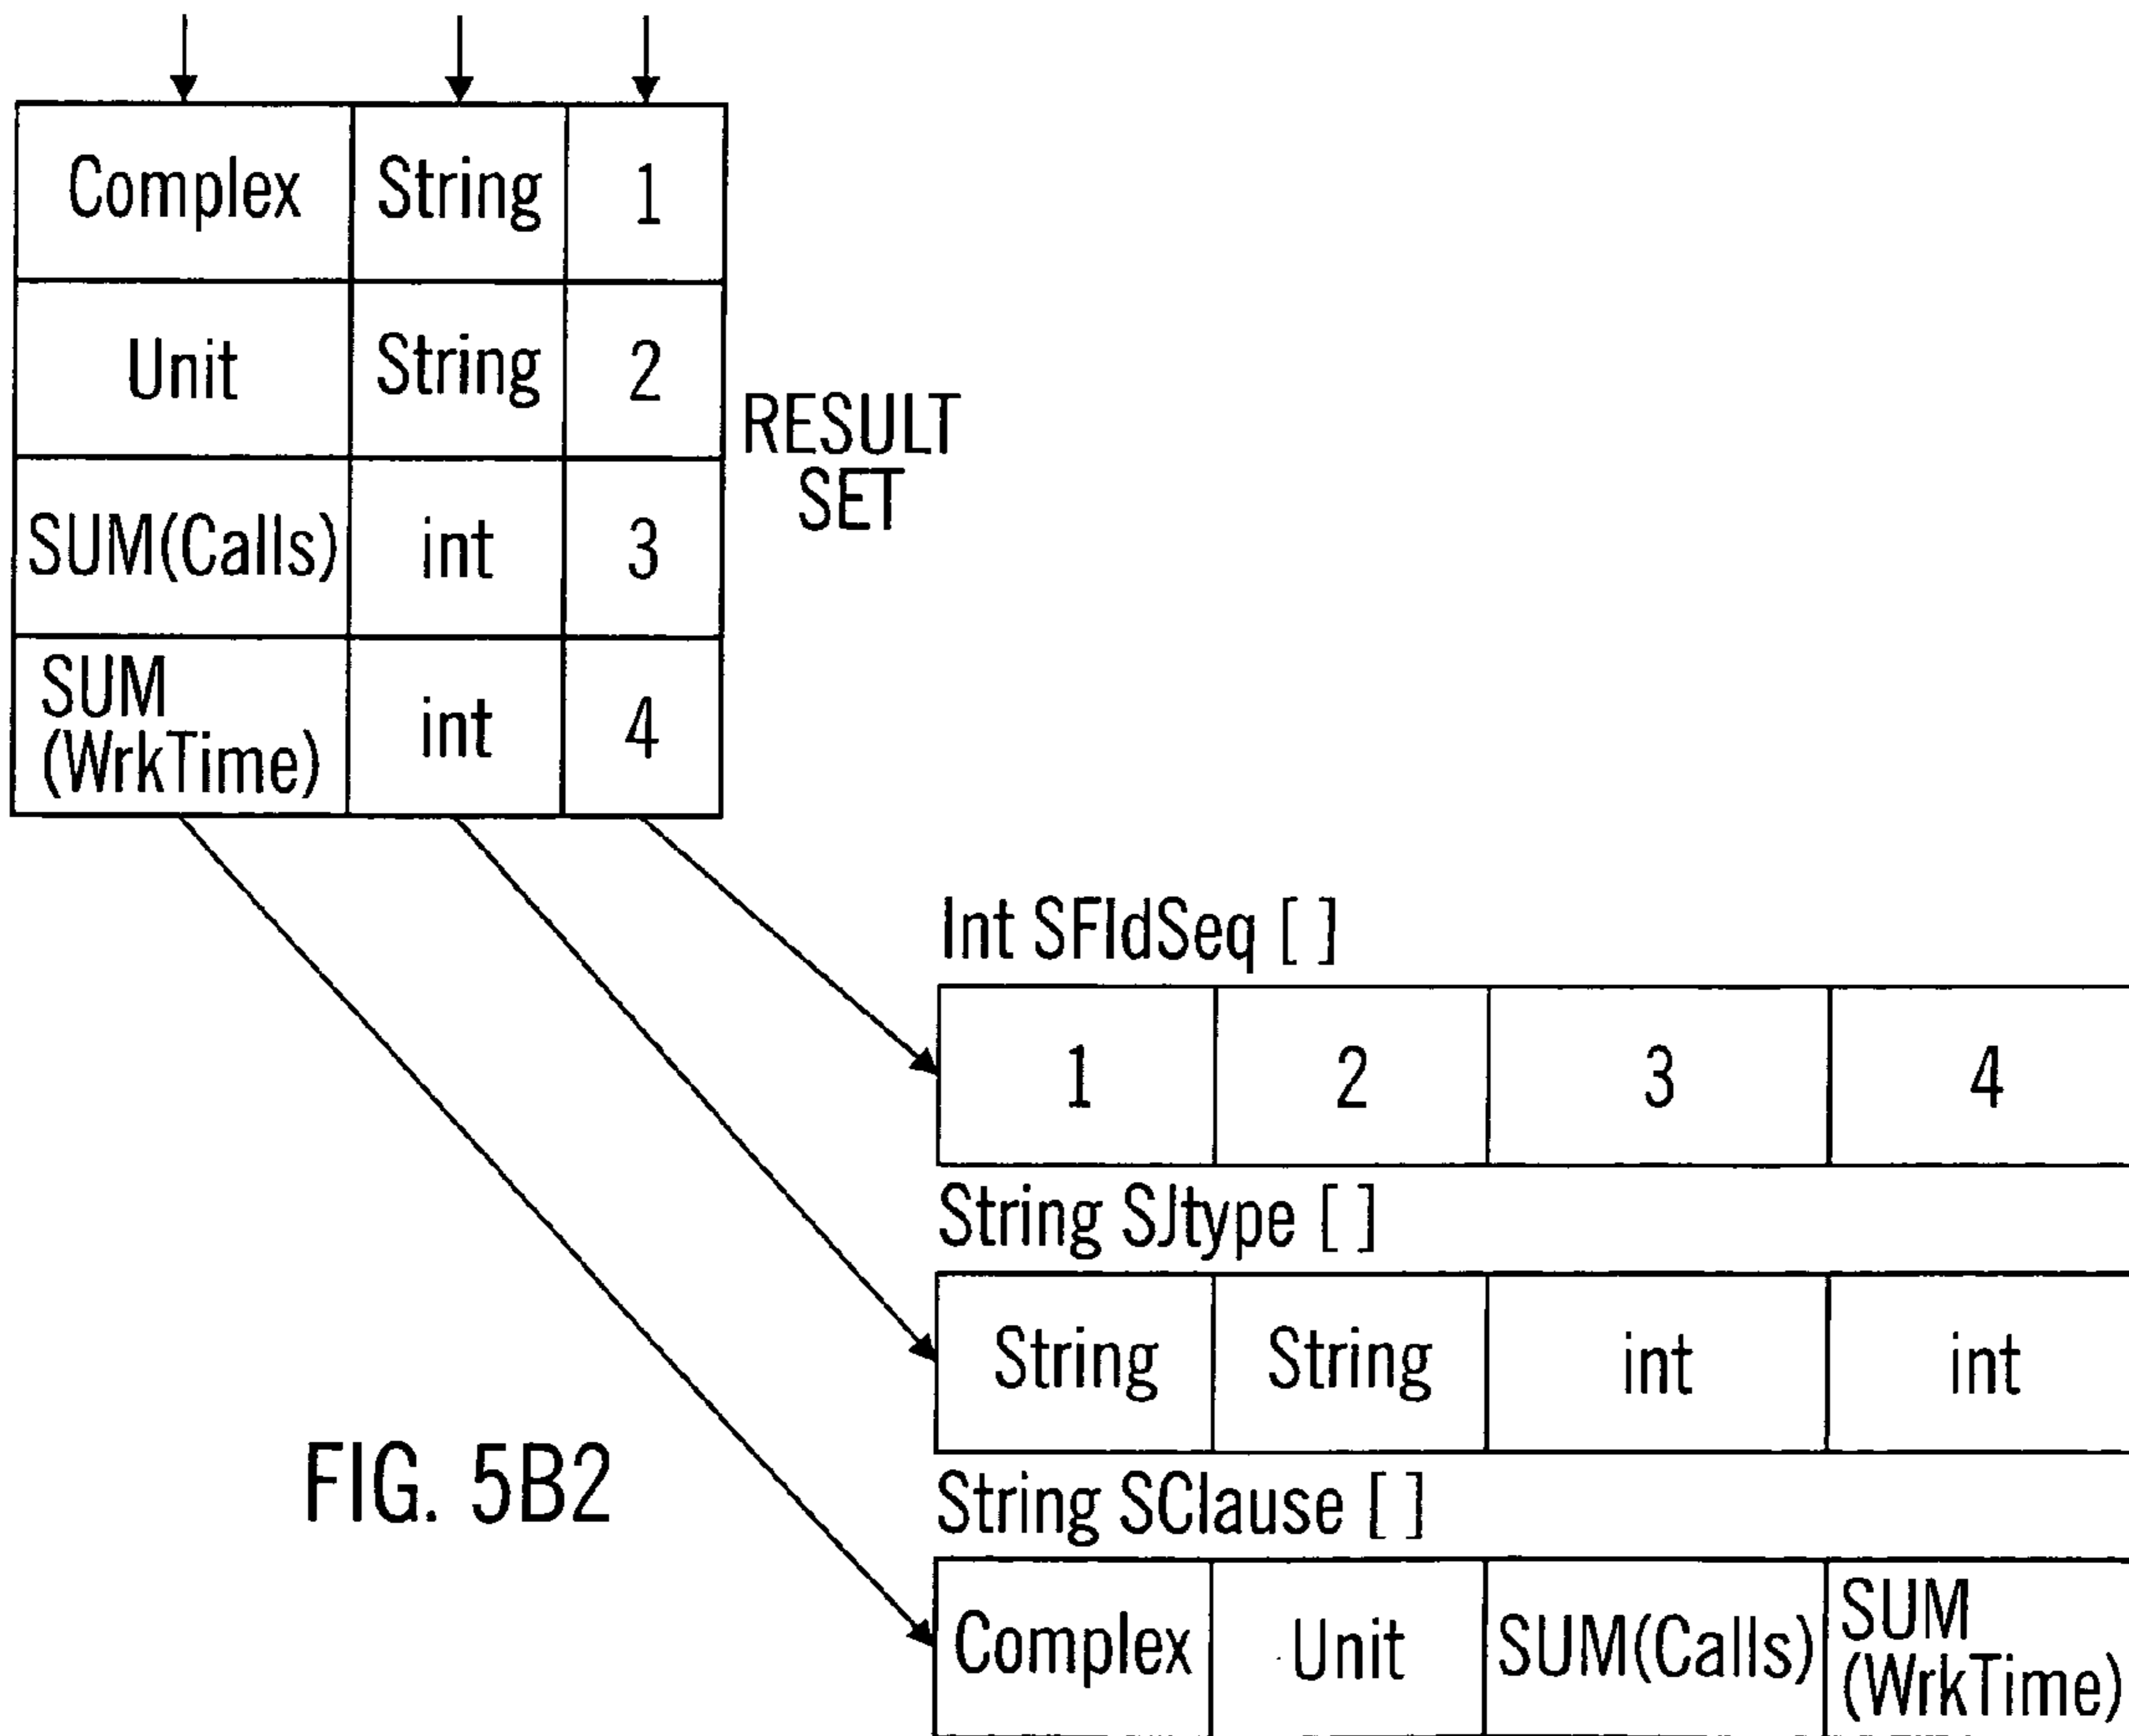 Complex String 1
Unit String 2
RESULT
SET
SUM(Calls) int 3
SUM
(WrkTime) int 4
Int SFldSeq [ ]
1 2 3 4
String SJtype [ ]
String String int int
String SClause [ ]
Complex Unit SUM(Calls) SUM
(WrkTime)
FIG. 5B2